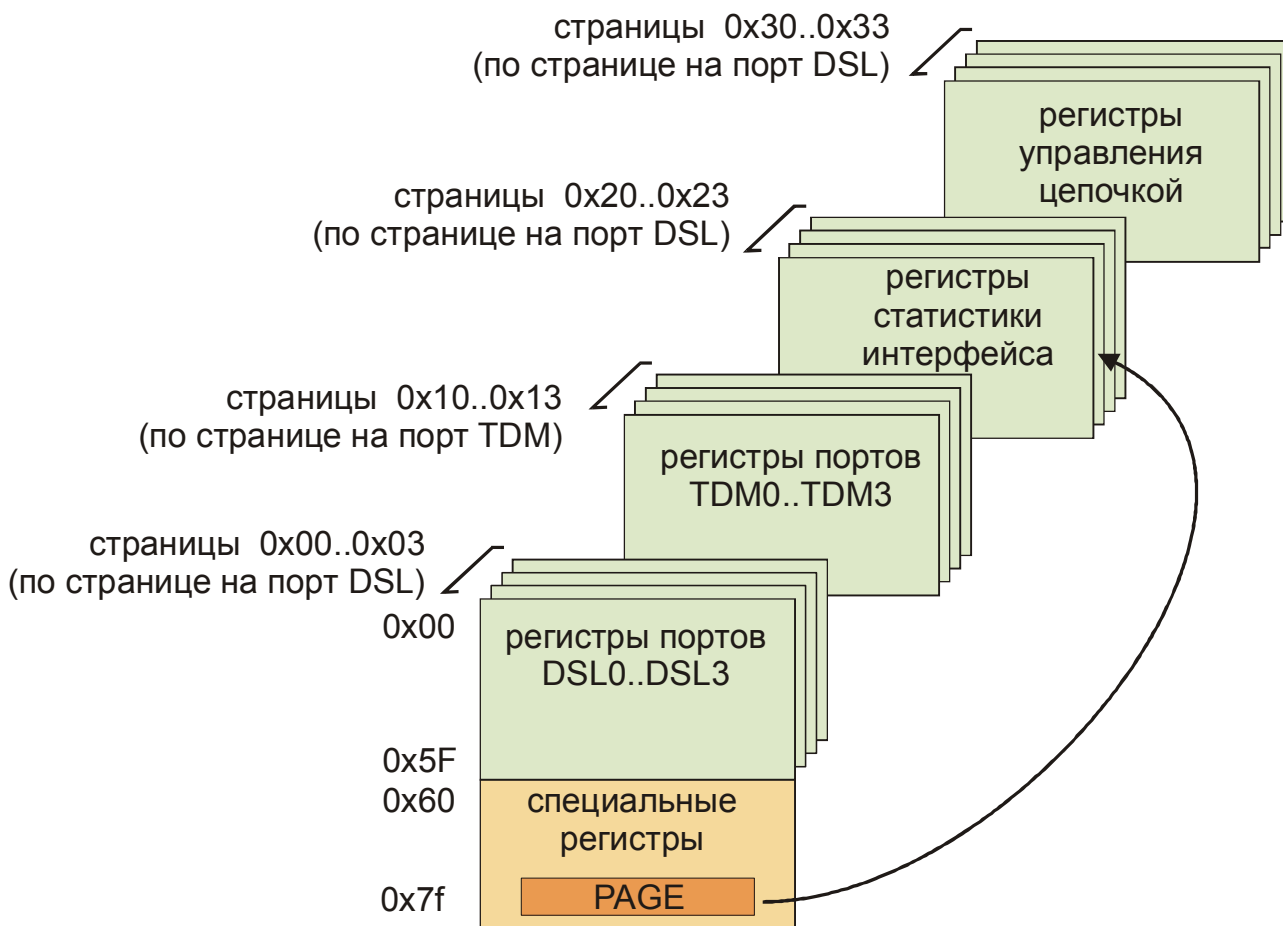 страницы 0x30..0x33
(по странице на порт DSL)
регистры
управления
цепочкой
страницы 0x20..0x23
(по странице на порт DSL)
регистры
статистики
интерфейса
страницы 0x10..0x13
(по странице на порт TDM)
регистры портов
TDM0..TDM3
страницы 0x00..0x03
(по странице на порт DSL)
0x00
регистры портов
DSL0..DSL3
0x5F
0x60
специальные
регистры
0x7f
PAGE